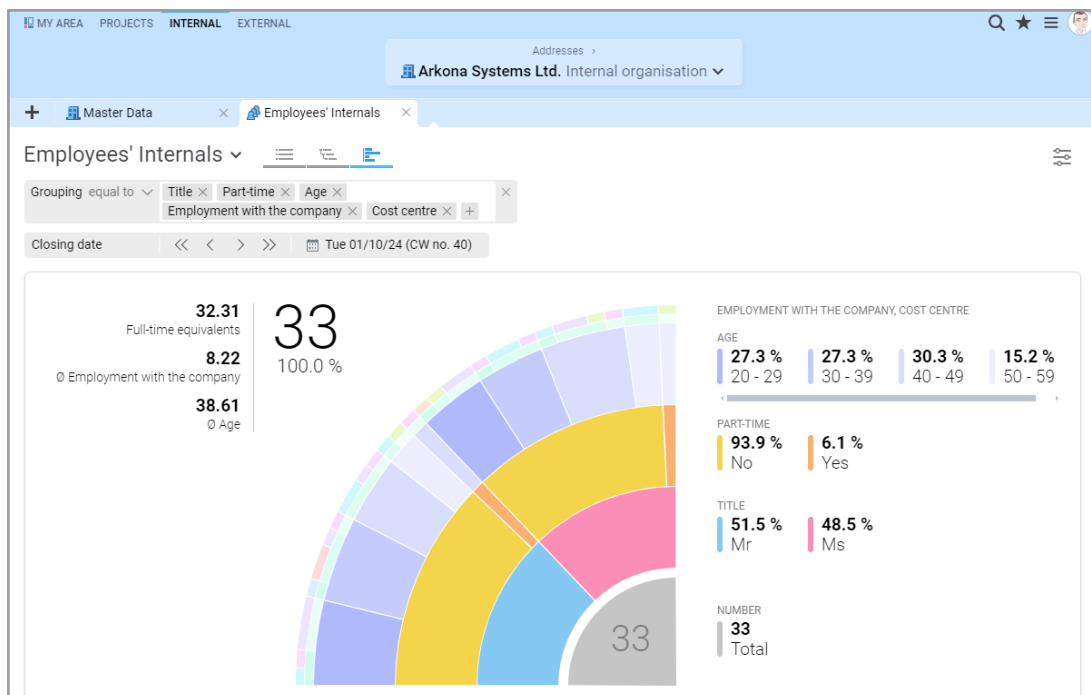 MY AREA PROJECTS INTERNAL EXTERNAL
Addresses ›
Arkona Systems Ltd. Internal organisation
Master Data
Employees' Internals
Employees' Internals
Grouping equal to Title Part-time Age
Employment with the company Cost centre
Closing date Tue 01/10/24 (CW no. 40)
32.31
Full-time equivalents
8.22
Ø Employment with the company
38.61
Ø Age
33
100.0 %
33
EMPLOYMENT WITH THE COMPANY, COST CENTRE
AGE
27.3 % 27.3 % 30.3 % 15.2 %
20 - 29 30 - 39 40 - 49 50 - 59
PART-TIME
93.9 % 6.1 %
No Yes
TITLE
51.5 % 48.5 %
Mr Ms
NUMBER
33
Total